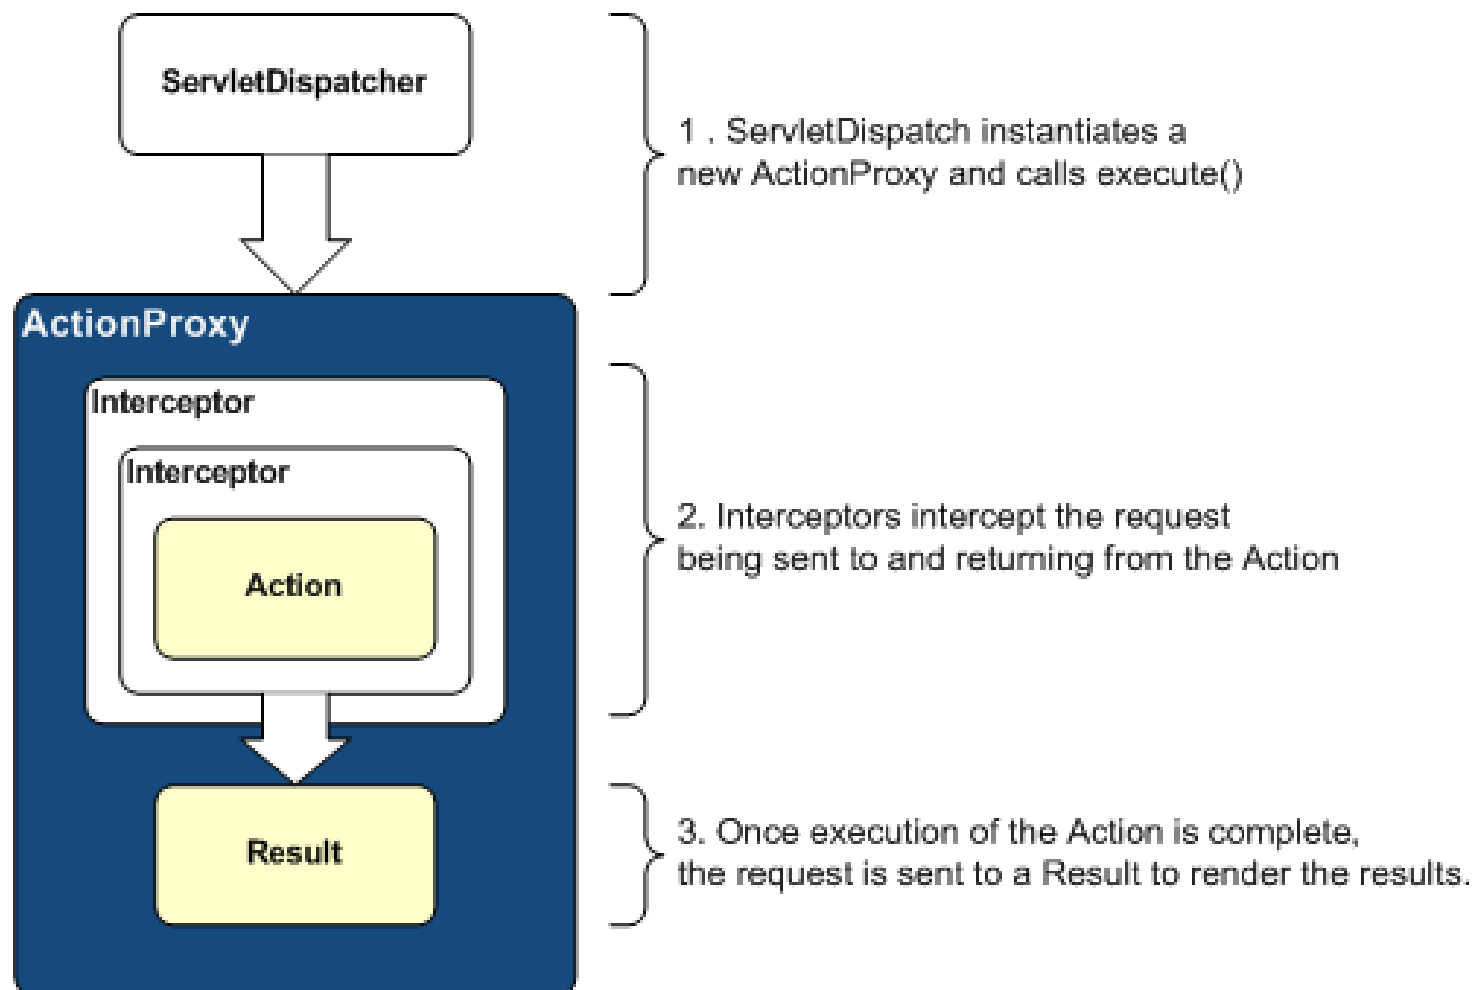 ServletDispatcher
1 . ServletDispatch instantiates a
new ActionProxy and calls execute()
ActionProxy
Interceptor
Interceptor
Action
2. Interceptors intercept the request
being sent to and returning from the Action
Result
3. Once execution of the Action is complete,
the request is sent to a Result to render the results.